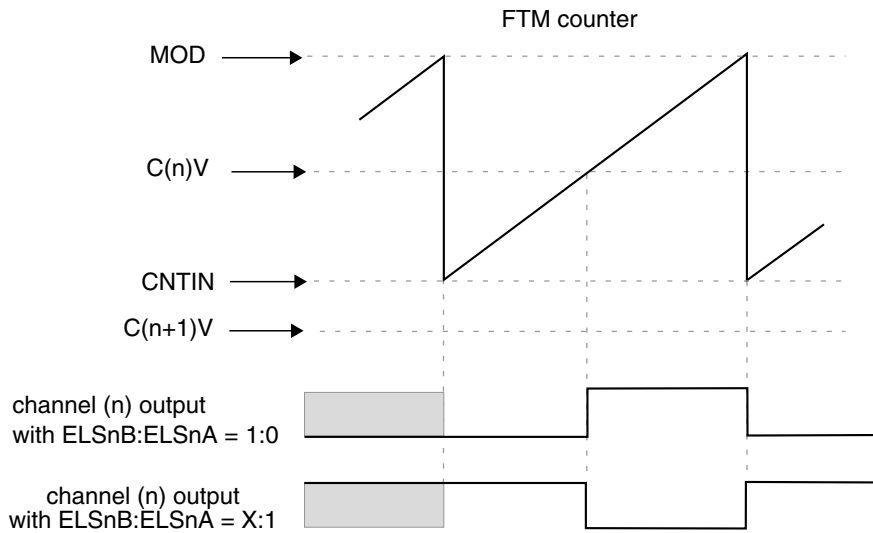 FTM counter
MOD
C(n)V
CNTIN
C(n+1)V
channel (n) output
with ELSnB:ELSnA = 1:0
channel (n) output
with ELSnB:ELSnA = X:1